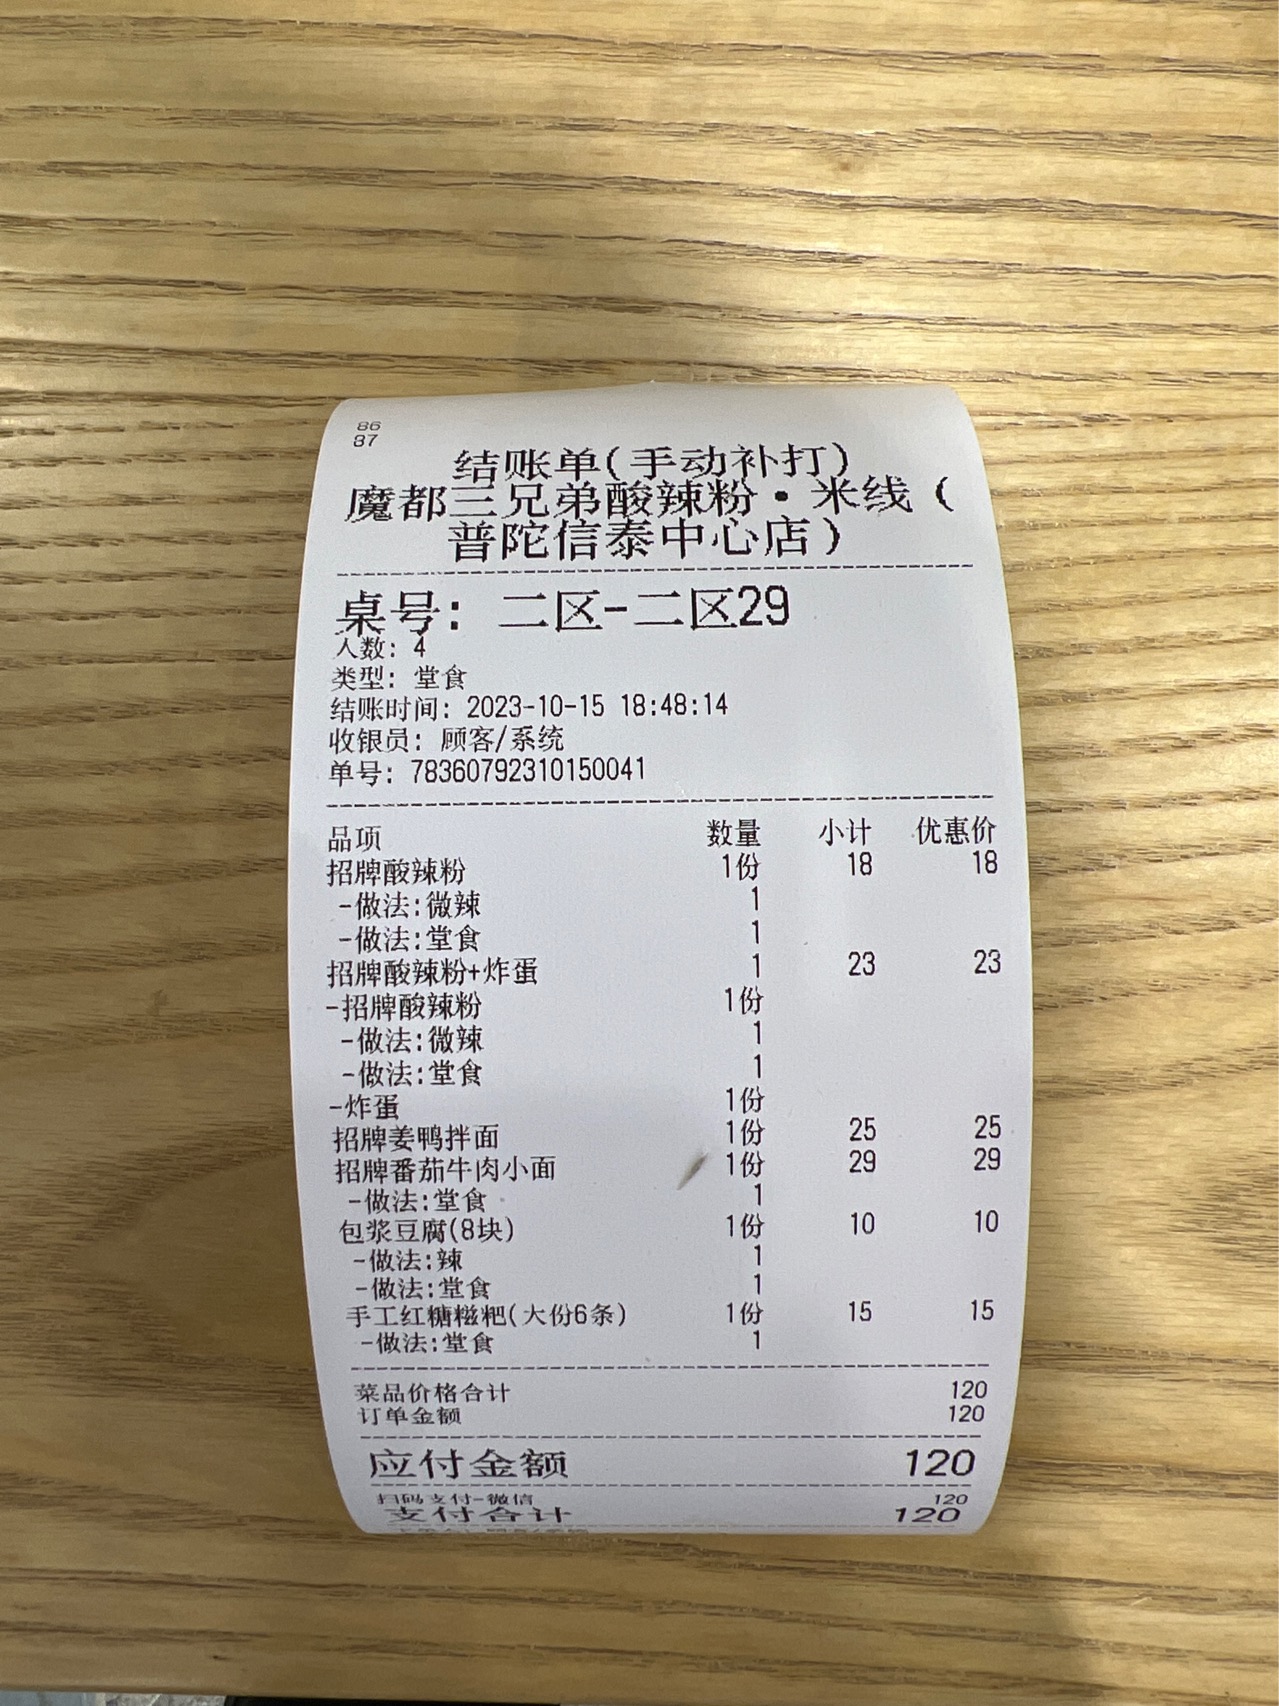 86
87
结账单(手动补打)
魔都三兄弟酸辣粉·米线(
普陀信泰中心店)
桌号: 二区-二区29
人数: 4
类型: 堂食
结账时间: 2023-10-15 18:48:14
收银员: 顾客/系统
单号: 78360792310150041
品项 数量 小计 优惠价
招牌酸辣粉 1份 18 18
-做法:微辣 1
-做法:堂食 1
招牌酸辣粉+炸蛋 1 23 23
-招牌酸辣粉 1份
-做法:微辣 1
-做法:堂食 1
-炸蛋 1份
招牌姜鸭拌面 1份 25 25
招牌番茄牛肉小面 1份 29 29
-做法:堂食 1
包浆豆腐(8块) 1份 10 10
-做法:辣 1
-做法:堂食 1
手工红糖糍粑(大份6条) 1份 15 15
-做法:堂食 1
菜品价格合计 120
订单金额 120
应付金额 120
扫码支付-微信 120
支付合计 120